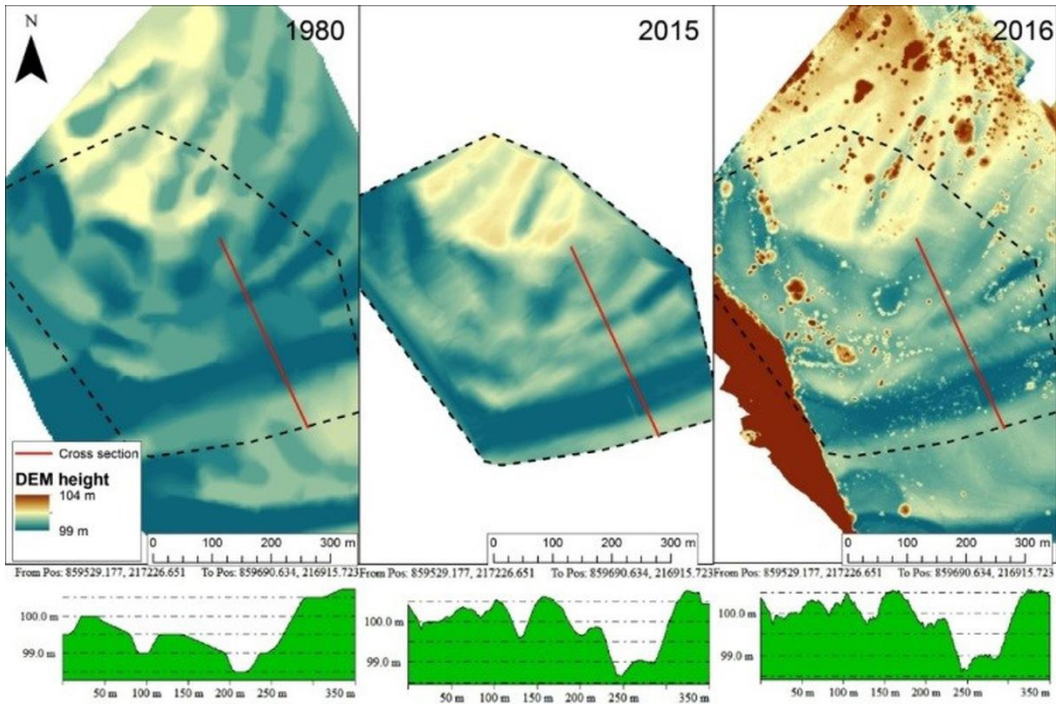 N
1980
2015
2016
Cross section
DEM height
104 m
99 m
0 100 200 300 m
0 100 200 300 m
0 100 200 300 m
From Pos: 859529.177, 217226.651 To Pos: 859690.634, 216915.723
From Pos: 859529.177, 217226.651 To Pos: 859690.634, 216915.723
From Pos: 859529.177, 217226.651 To Pos: 859690.634, 216915.723
100.0 m
99.0 m
50 m 100 m 150 m 200 m 250 m 350 m
100.0 m
99.0 m
50 m 100 m 150 m 200 m 250 m 350 m
100.0 m
99.0 m
50 m 100 m 150 m 200 m 250 m 350 m